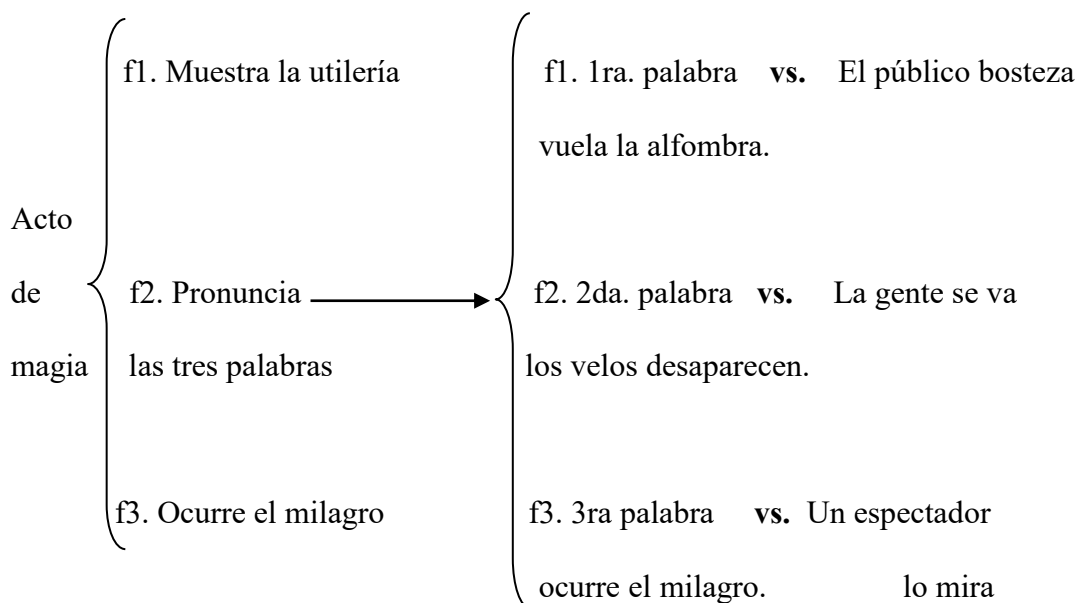 f1. Muestra la utilería
f1. 1ra. palabra vs. El público bosteza
vuela la alfombra.
Acto
de
magia
f2. Pronuncia
las tres palabras
f2. 2da. palabra vs. La gente se va
los velos desaparecen.
f3. Ocurre el milagro
f3. 3ra palabra vs. Un espectador
ocurre el milagro. lo mira